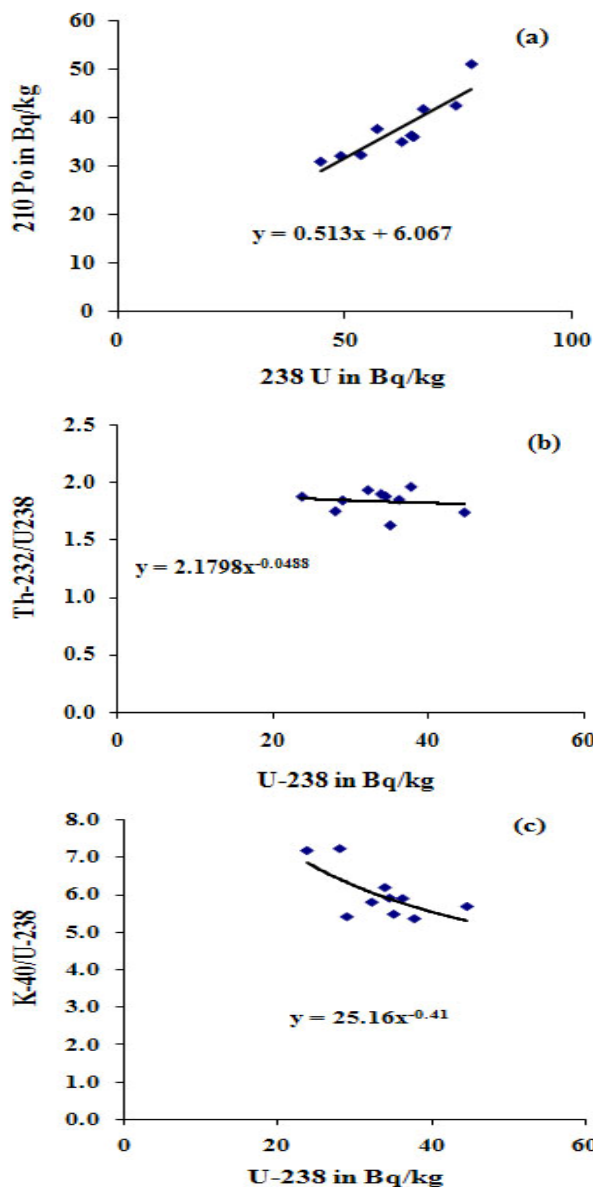 (a)
60
50
40
30
20
10
0
210 Po in Bq/kg
y = 0.513x + 6.067
0 50 100
238 U in Bq/kg
(b)
2.5
2.0
1.5
1.0
0.5
0.0
Th-232/U238
y = 2.1798x^-0.0488
0 20 40 60
U-238 in Bq/kg
(c)
8.0
7.0
6.0
5.0
4.0
3.0
2.0
1.0
0.0
K-40/U-238
y = 25.16x^-0.41
0 20 40 60
U-238 in Bq/kg